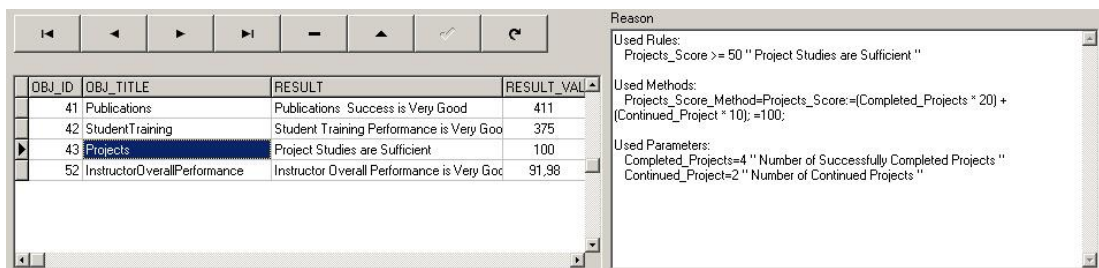 Reason
OBJ_ID OBJ_TITLE RESULT RESULT_VAL
41 Publications Publications Success is Very Good 411
42 StudentTraining Student Training Performance is Very Goo 375
43 Projects Project Studies are Sufficient 100
52 InstructorOverallPerformance Instructor Overall Performance is Very Goo 91,98
Used Rules:
Projects_Score >= 50 " Project Studies are Sufficient "
Used Methods:
Projects_Score_Method=Projects_Score:=(Completed_Projects * 20) +
(Continued_Project * 10); =100;
Used Parameters:
Completed_Projects=4 " Number of Successfully Completed Projects "
Continued_Project=2 " Number of Continued Projects "